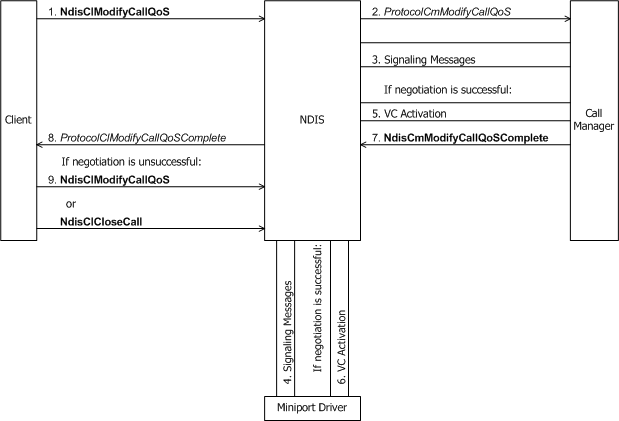 1. NdisClModifyCallQoS
2. ProtocolCmModifyCallQoS
3. Signaling Messages
If negotiation is successful:
Client
NDIS
5. VC Activation
Call
Manager
8. ProtocolClModifyCallQoSComplete
7. NdisCmModifyCallQSComplete
If negotiation is unsuccessful:
9. NdisClModifyCallQoS
or
NdisClCloseCall
4. Signaling Messages
If negotiation is successful:
6. VC Activation
Miniport Driver